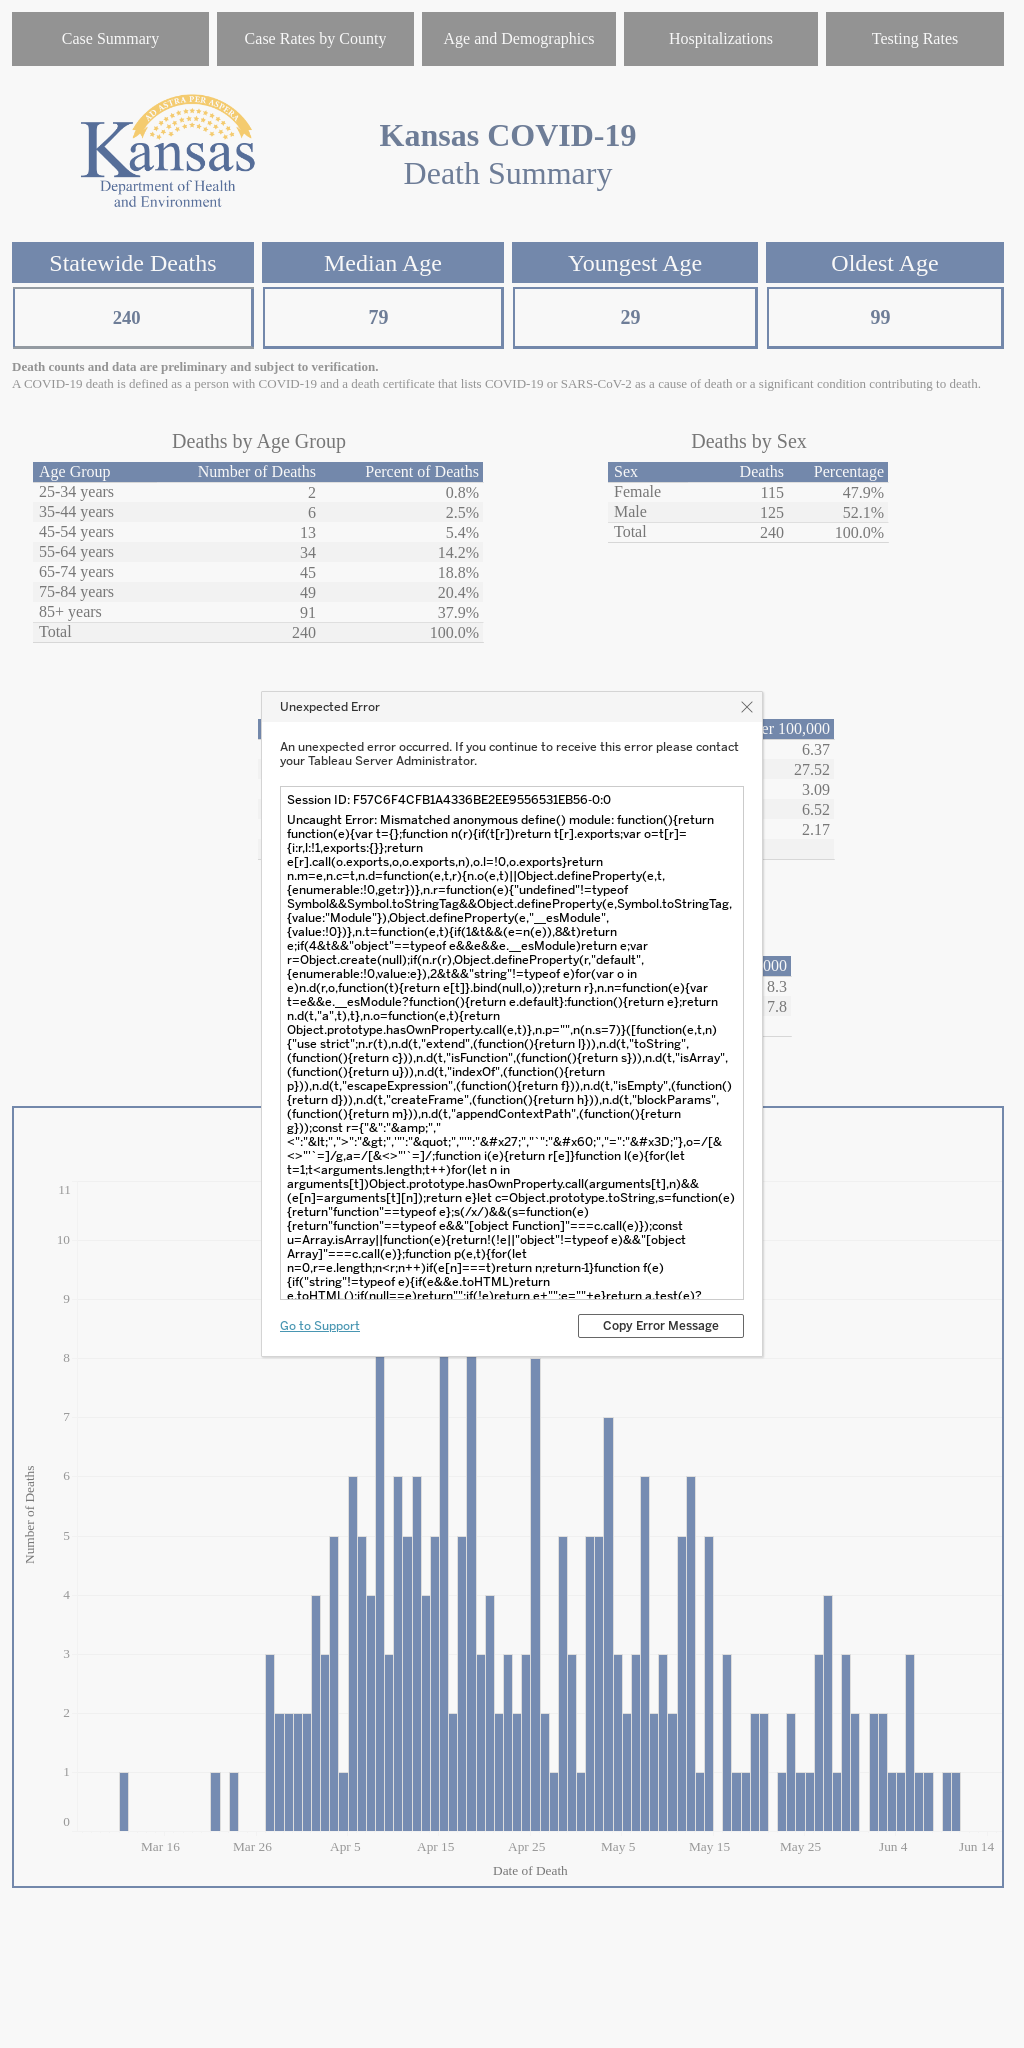 Case Summary
Case Rates by County
Age and Demographics
Hospitalizations
Testing Rates
AD ASTRA PER ASPERA
Kansas
Department of Health
and Environment
Kansas COVID-19
Death Summary
Statewide Deaths
Median Age
Youngest Age
Oldest Age
240
79
29
99
Death counts and data are preliminary and subject to verification.
A COVID-19 death is defined as a person with COVID-19 and a death certificate that lists COVID-19 or SARS-CoV-2 as a cause of death or a significant condition contributing to death.
Deaths by Age Group
Age Group Number of Deaths Percent of Deaths
25-34 years 2 0.8%
35-44 years 6 2.5%
45-54 years 13 5.4%
55-64 years 34 14.2%
65-74 years 45 18.8%
75-84 years 49 20.4%
85+ years 91 37.9%
Total 240 100.0%
Deaths by Sex
Sex Deaths Percentage
Female 115 47.9%
Male 125 52.1%
Total 240 100.0%
er 100,000
6.37
27.52
3.09
6.52
2.17
000
8.3
7.8
Unexpected Error
An unexpected error occurred. If you continue to receive this error please contact
your Tableau Server Administrator.
Session ID: F57C6F4CFB1A4336BE2EE9556531EB56-0:0
Uncaught Error: Mismatched anonymous define() module: function(){return
function(e){var t={};function n(r){if(t[r])return t[r].exports;var o=t[r]=
{i:r,l:!1,exports:{}};return
e[r].call(o.exports,o,o.exports,n),o.l=!0,o.exports}return
n.m=e,n.c=t,n.d=function(e,t,r){n.o(e,t)||Object.defineProperty(e,t,
{enumerable:!0,get:r})},n.r=function(e){"undefined"!=typeof
Symbol&&Symbol.toStringTag&&Object.defineProperty(e,Symbol.toStringTag,
{value:"Module"}),Object.defineProperty(e,"__esModule",
{value:!0})},n.t=function(e,t){if(1&t&&(e=n(e)),8&t)return
e;if(4&t&&"object"==typeof e&&e&&e.__esModule)return e;var
r=Object.create(null);if(n.r(r),Object.defineProperty(r,"default",
{enumerable:!0,value:e}),2&t&&"string"!=typeof e)for(var o in
e)n.d(r,o,function(t){return e[t]}.bind(null,o));return r},n.n=function(e){var
t=e&&e.__esModule?function(){return e.default}:function(){return e};return
n.d(t,"a",t),t},n.o=function(e,t){return
Object.prototype.hasOwnProperty.call(e,t)},n.p="",n(n.s=7)}([function(e,t,n)
{"use strict";n.r(t),n.d(t,"extend",(function(){return l})),n.d(t,"toString",
(function(){return c})),n.d(t,"isFunction",(function(){return s})),n.d(t,"isArray",
(function(){return u})),n.d(t,"indexOf",(function(){return
p})),n.d(t,"escapeExpression",(function(){return f})),n.d(t,"isEmpty",(function()
{return d})),n.d(t,"createFrame",(function(){return h})),n.d(t,"blockParams",
(function(){return m})),n.d(t,"appendContextPath",(function(){return
g}));const r={"&":"&amp;","
<":"&lt;",">":"&gt;",'"':"&quot;","'":"&#x27;","`":"&#x60;","=":"&#x3D;"},o=/[&
<>"'`=]/g,a=/[&<>"'`=]/;function i(e){return r[e]}function l(e){for(let
t=1;t<arguments.length;t++)for(let n in
arguments[t])Object.prototype.hasOwnProperty.call(arguments[t],n)&&
(e[n]=arguments[t][n]);return e}let c=Object.prototype.toString,s=function(e)
{return"function"==typeof e};s(/x/)&&(s=function(e)
{return"function"==typeof e&&"[object Function]"===c.call(e)});const
u=Array.isArray||function(e){return!(!e||"object"!=typeof e)&&"[object
Array]"===c.call(e)};function p(e,t){for(let
n=0,r=e.length;n<r;n++)if(e[n]===t)return n;return-1}function f(e)
{if("string"!=typeof e){if(e&&e.toHTML)return
e.toHTML();if(null==e)return"";if(!e)return e+"";e=""+e}return a.test(e)?
Go to Support
Copy Error Message
11
10
9
8
7
6
5
4
3
2
1
0
Number of Deaths
Mar 16
Mar 26
Apr 5
Apr 15
Apr 25
May 5
May 15
May 25
Jun 4
Jun 14
Date of Death